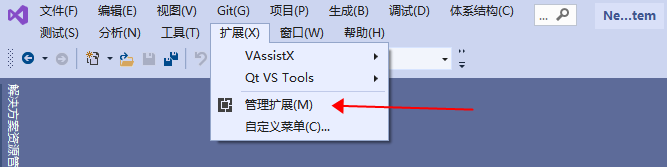 文件(F) 编辑(E) 视图(V) Git(G) 项目(P) 生成(B) 调试(D) 体系结构(C) ... Ne...tem
测试(S) 分析(N) 工具(T) 扩展(X) 窗口(W) 帮助(H)
VAssistX
Qt VS Tools
管理扩展(M)
自定义菜单(C)...
解决方案资源管